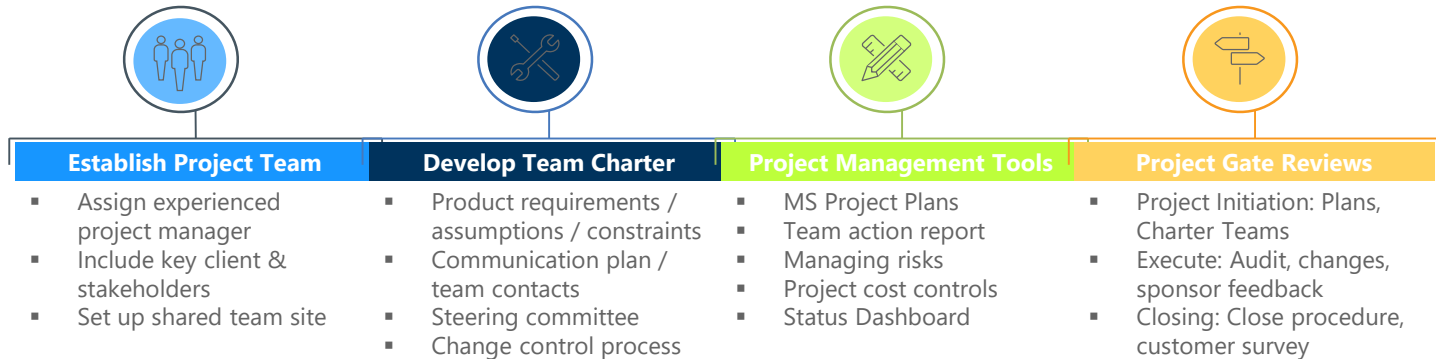 Establish Project Team
▪ Assign experienced
project manager
▪ Include key client &
stakeholders
▪ Set up shared team site
Develop Team Charter
▪ Product requirements /
assumptions / constraints
▪ Communication plan /
team contacts
▪ Steering committee
▪ Change control process
Project Management Tools
▪ MS Project Plans
▪ Team action report
▪ Managing risks
▪ Project cost controls
▪ Status Dashboard
Project Gate Reviews
▪ Project Initiation: Plans,
Charter Teams
▪ Execute: Audit, changes,
sponsor feedback
▪ Closing: Close procedure,
customer survey